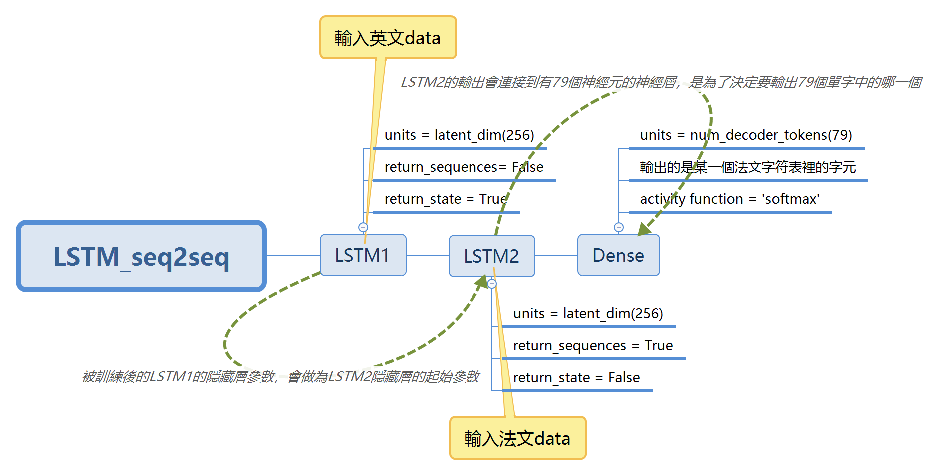 輸入英文data
LSTM2的輸出會連接到有79個神經元的神經層，是為了決定要輸出79個單字中的哪一個
units = latent_dim(256)
return_sequences= False
return_state = True
units = num_decoder_tokens(79)
輸出的是某一個法文字符表裡的字元
activity function = 'softmax'
LSTM_seq2seq
LSTM1
LSTM2
Dense
units = latent_dim(256)
return_sequences = True
return_state = False
被訓練後的LSTM1的隱藏層參數，會做為LSTM2隱藏層的起始參數
輸入法文data